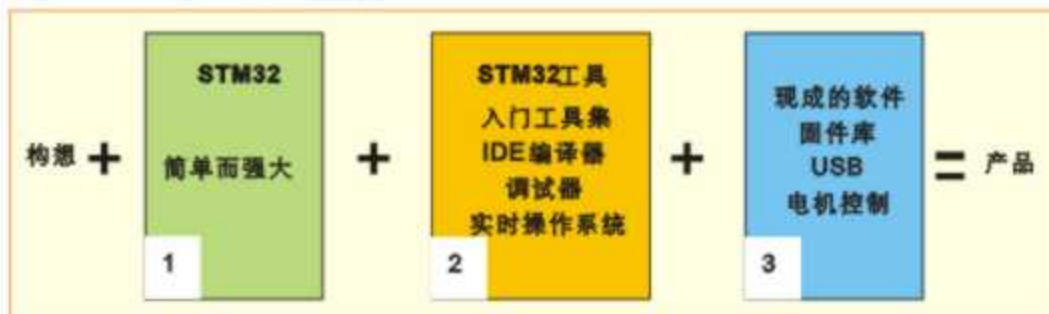 构想 +
STM32
简单而强大
1
+
STM32工具
入门工具集
IDE编译器
调试器
实时操作系统
2
+
现成的软件
固件库
USB
电机控制
3
= 产品